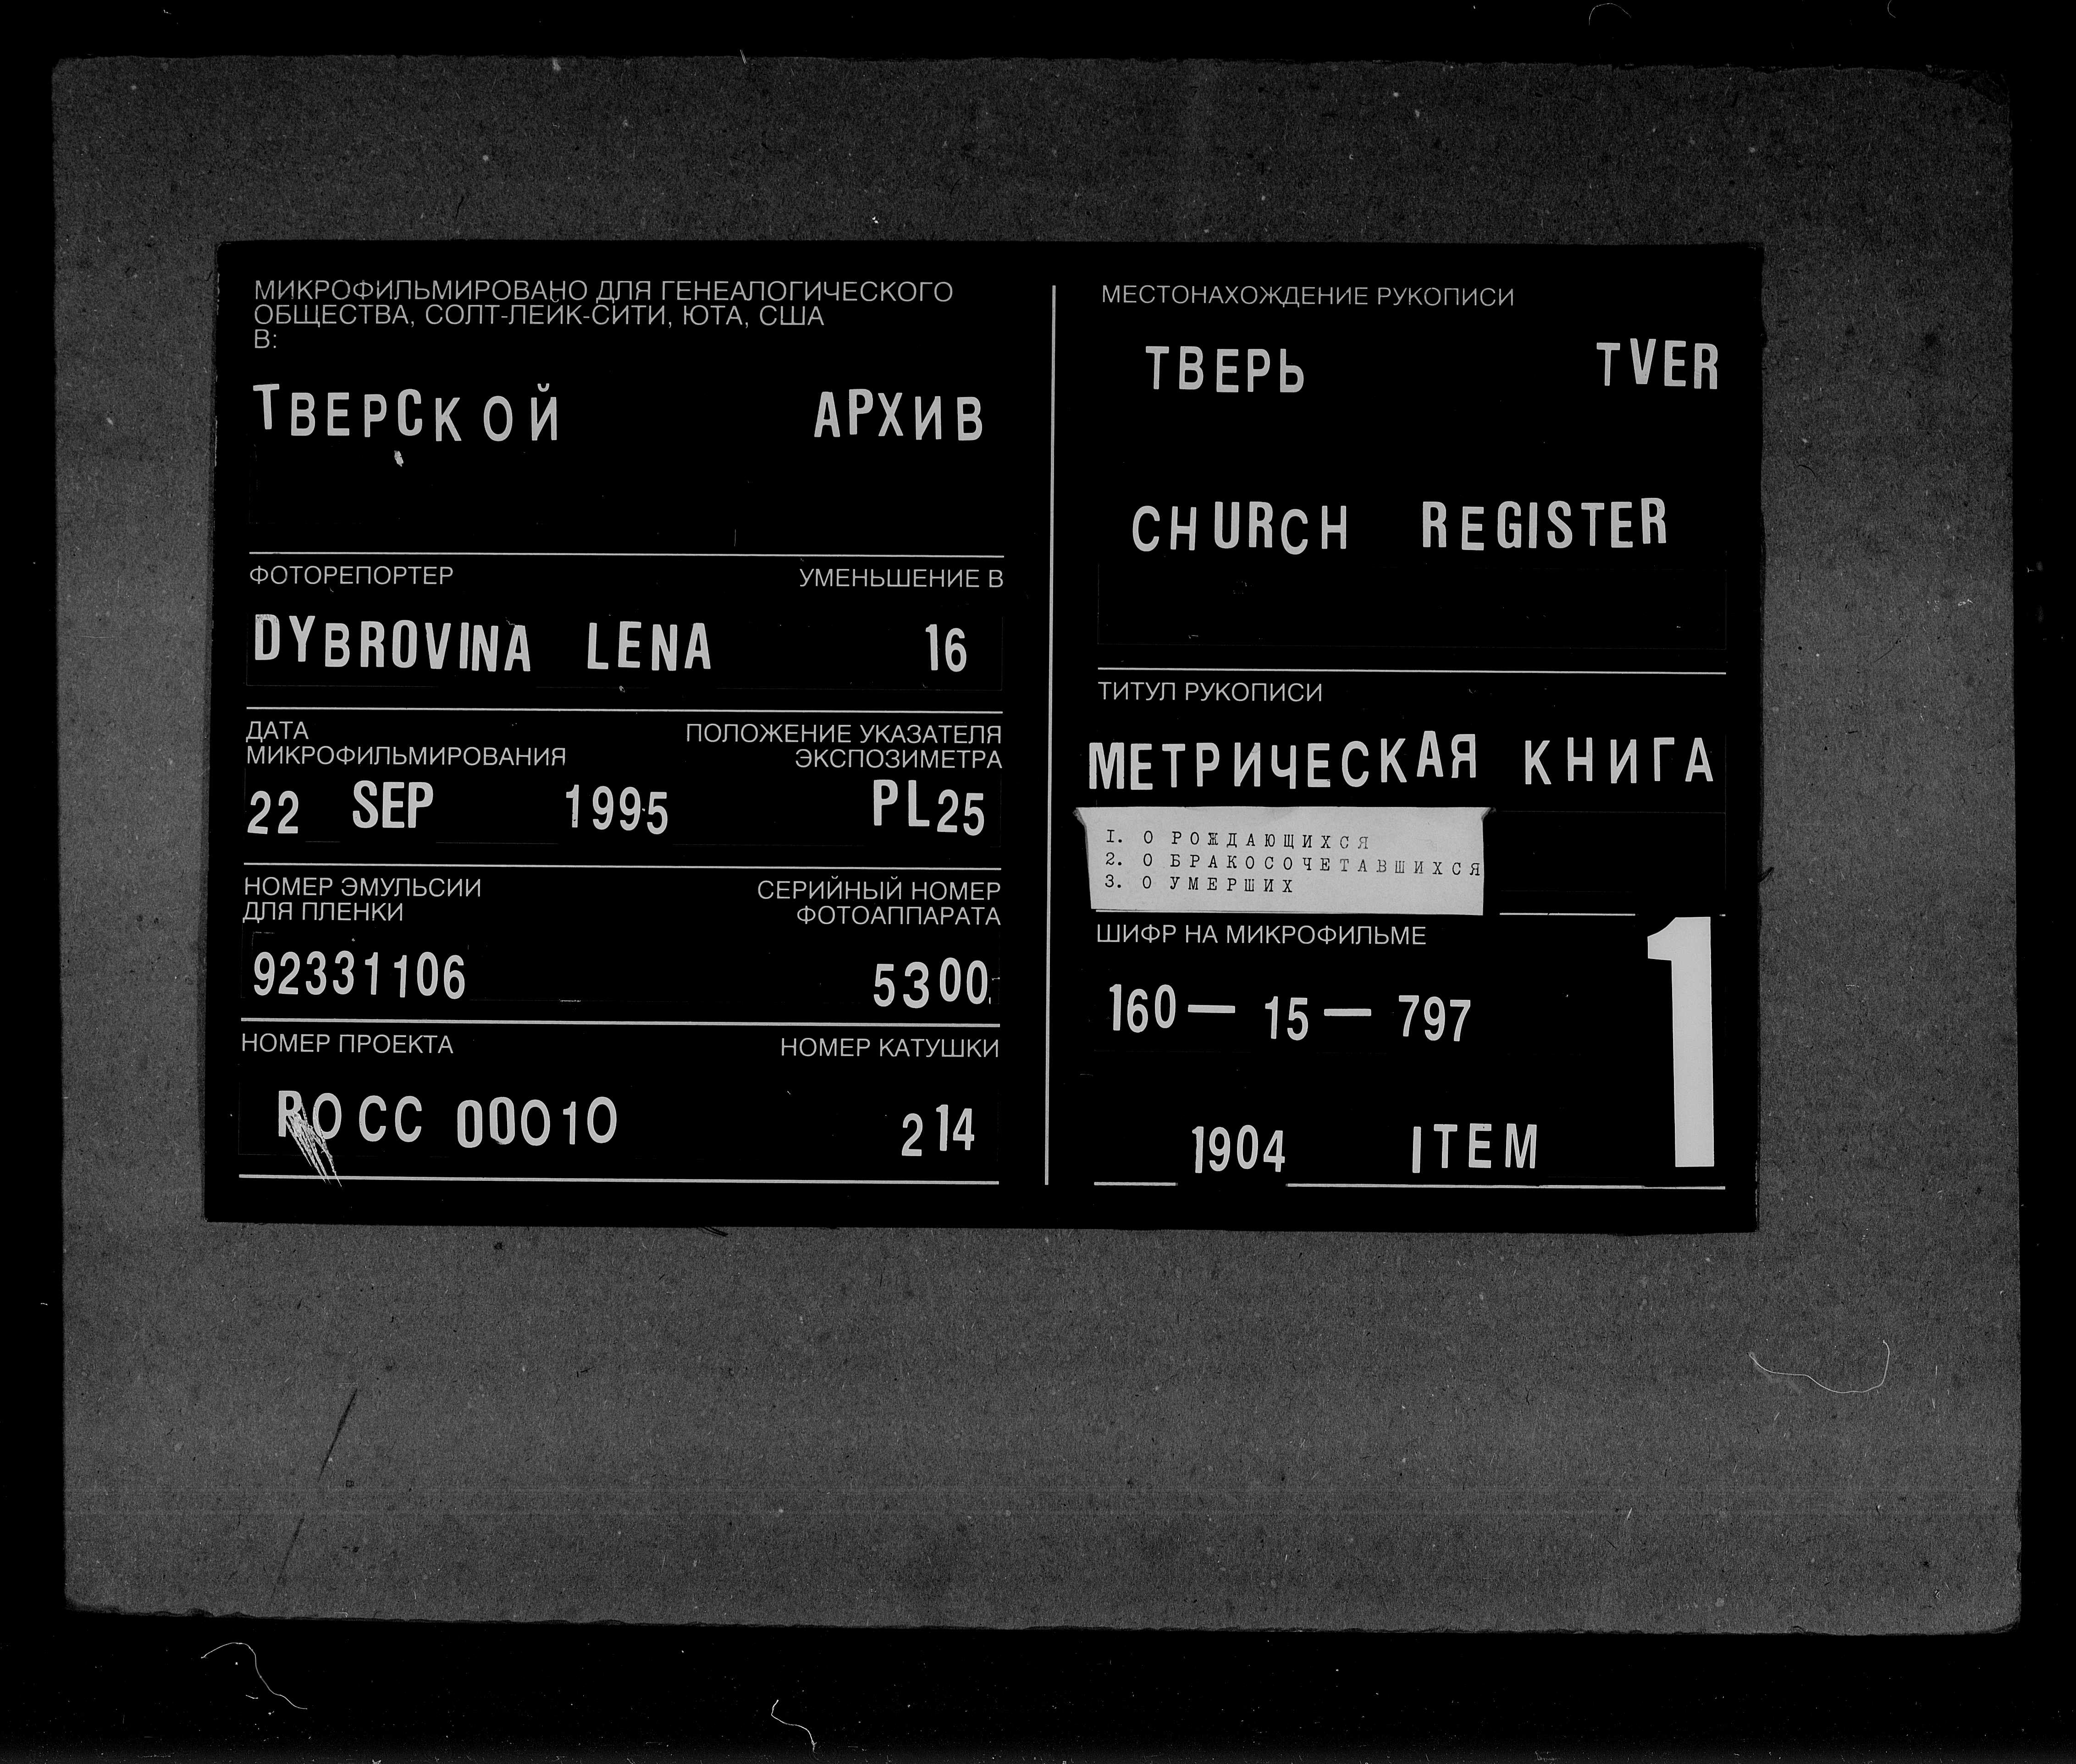 МИКРОФИЛЬМИРОВАНО ДЛЯ ГЕНЕАЛОГИЧЕСКОГО
ОБЩЕСТВА, СОЛТ-ЛЕЙК-СИТИ, ЮТА, США
В:
ТВЕРСКОЙ АРХИВ
ФОТОРЕПОРТЕР УМЕНЬШЕНИЕ В
DYBROVINA LENA 16
ДАТА
МИКРОФИЛЬМИРОВАНИЯ
ПОЛОЖЕНИЕ УКАЗАТЕЛЯ
ЭКСПОЗИМЕТРА
22 SEP 1995 PL25
НОМЕР ЭМУЛЬСИИ
ДЛЯ ПЛЕНКИ
СЕРИЙНЫЙ НОМЕР
ФОТОАППАРАТА
92331106 5300
НОМЕР ПРОЕКТА НОМЕР КАТУШКИ
ROCC 00010 214
МЕСТОНАХОЖДЕНИЕ РУКОПИСИ
ТВЕРЬ TVER
CHURCH REGISTER
ТИТУЛ РУКОПИСИ
МЕТРИЧЕСКАЯ КНИГА
1. О РОЖДАЮЩИХСЯ
2. О БРАКОСОЧЕТАВШИХСЯ
3. О УМЕРШИХ
ШИФР НА МИКРОФИЛЬМЕ
160 — 15 — 797
1904 ITEM 1